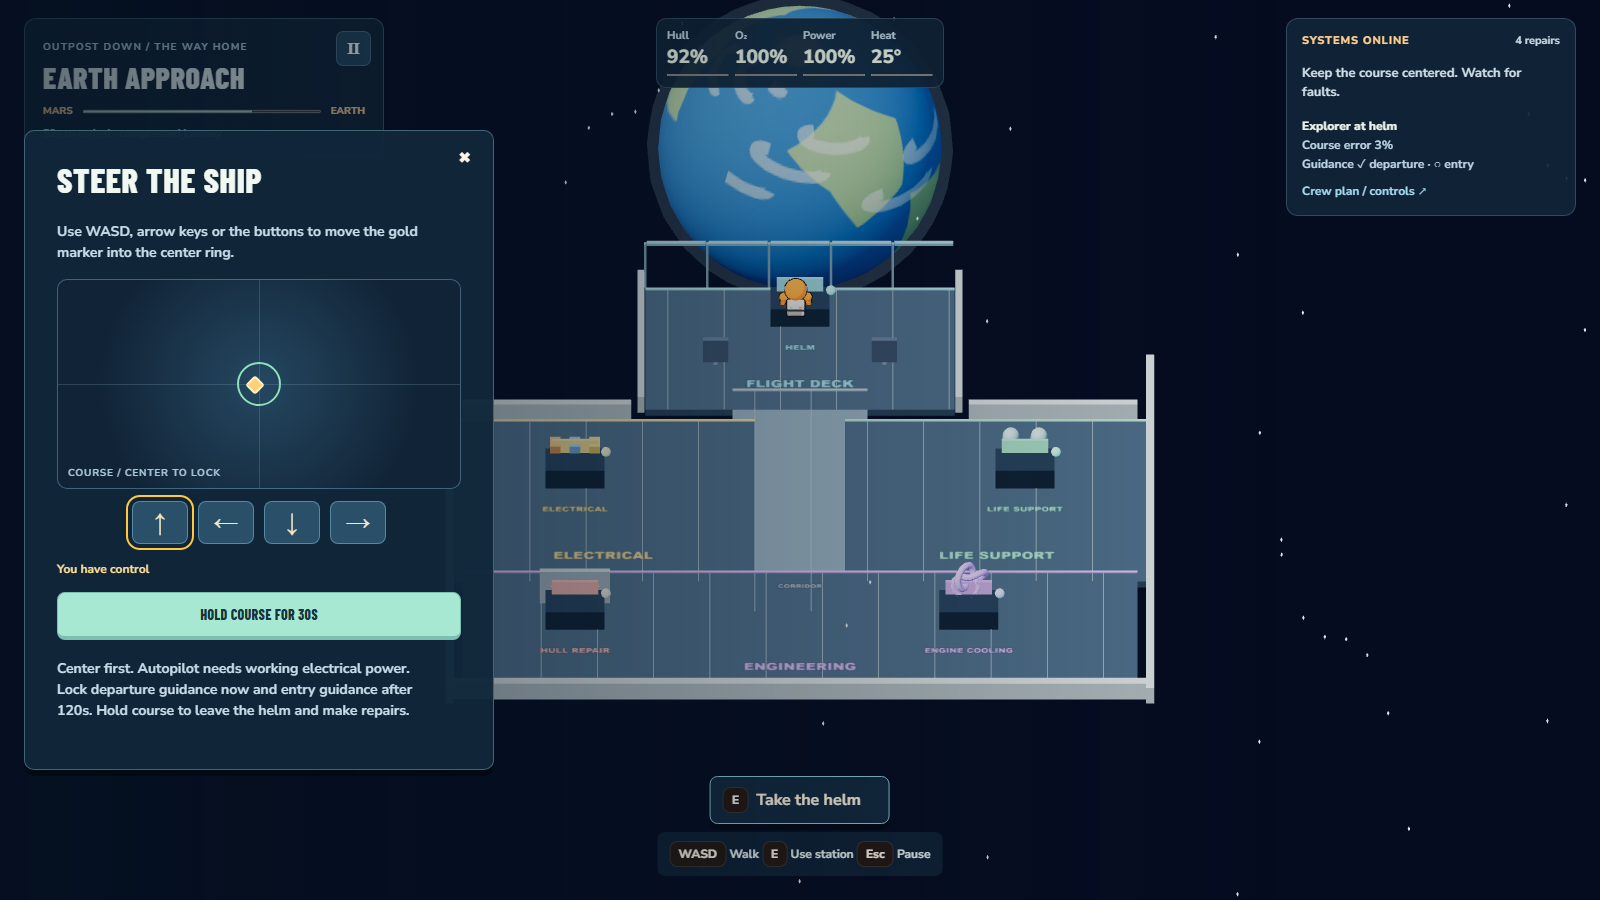 OUTPOST DOWN / THE WAY HOME
II
EARTH APPROACH
MARS
EARTH
STEER THE SHIP
✖
Use WASD, arrow keys or the buttons to move the gold
marker into the center ring.
COURSE / CENTER TO LOCK
↑ ← ↓ →
You have control
HOLD COURSE FOR 30S
Center first. Autopilot needs working electrical power.
Lock departure guidance now and entry guidance after
120s. Hold course to leave the helm and make repairs.
Hull O₂ Power Heat
92% 100% 100% 25°
HELM
FLIGHT DECK
ELECTRICAL
LIFE SUPPORT
ELECTRICAL
LIFE SUPPORT
CORRIDOR
HULL REPAIR
ENGINE COOLING
ENGINEERING
E Take the helm
WASD Walk E Use station Esc Pause
SYSTEMS ONLINE
4 repairs
Keep the course centered. Watch for
faults.
Explorer at helm
Course error 3%
Guidance ✓ departure · ○ entry
Crew plan / controls ↗